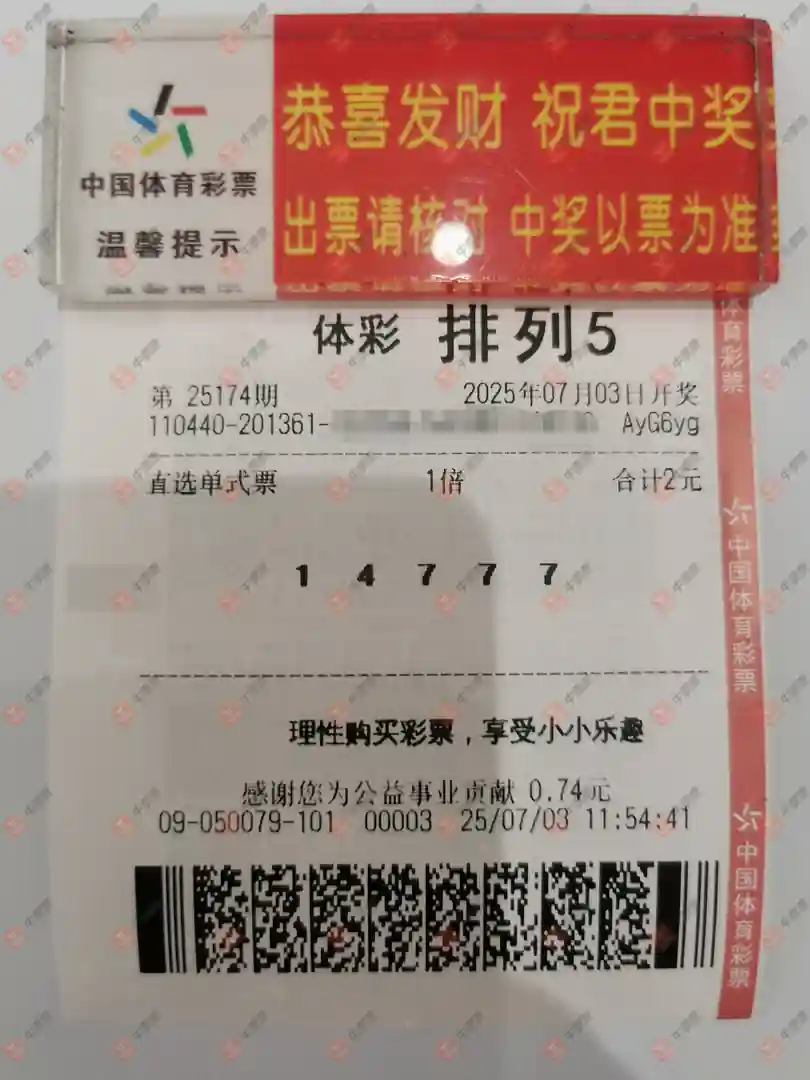 恭喜发财 祝君中奖
中国体育彩票
温馨提示
出票请核对 中奖以票为准
体彩 排列5
第 25174期 2025年07月03日开奖
110440-201361- AyG6yg
直选单式票 1倍 合计2元
1 4 7 7 7
理性购买彩票，享受小小乐趣
感谢您为公益事业贡献 0.74元
09-050079-101 00003 25/07/03 11:54:41
体育彩票
中国体育彩票
中国体育彩票